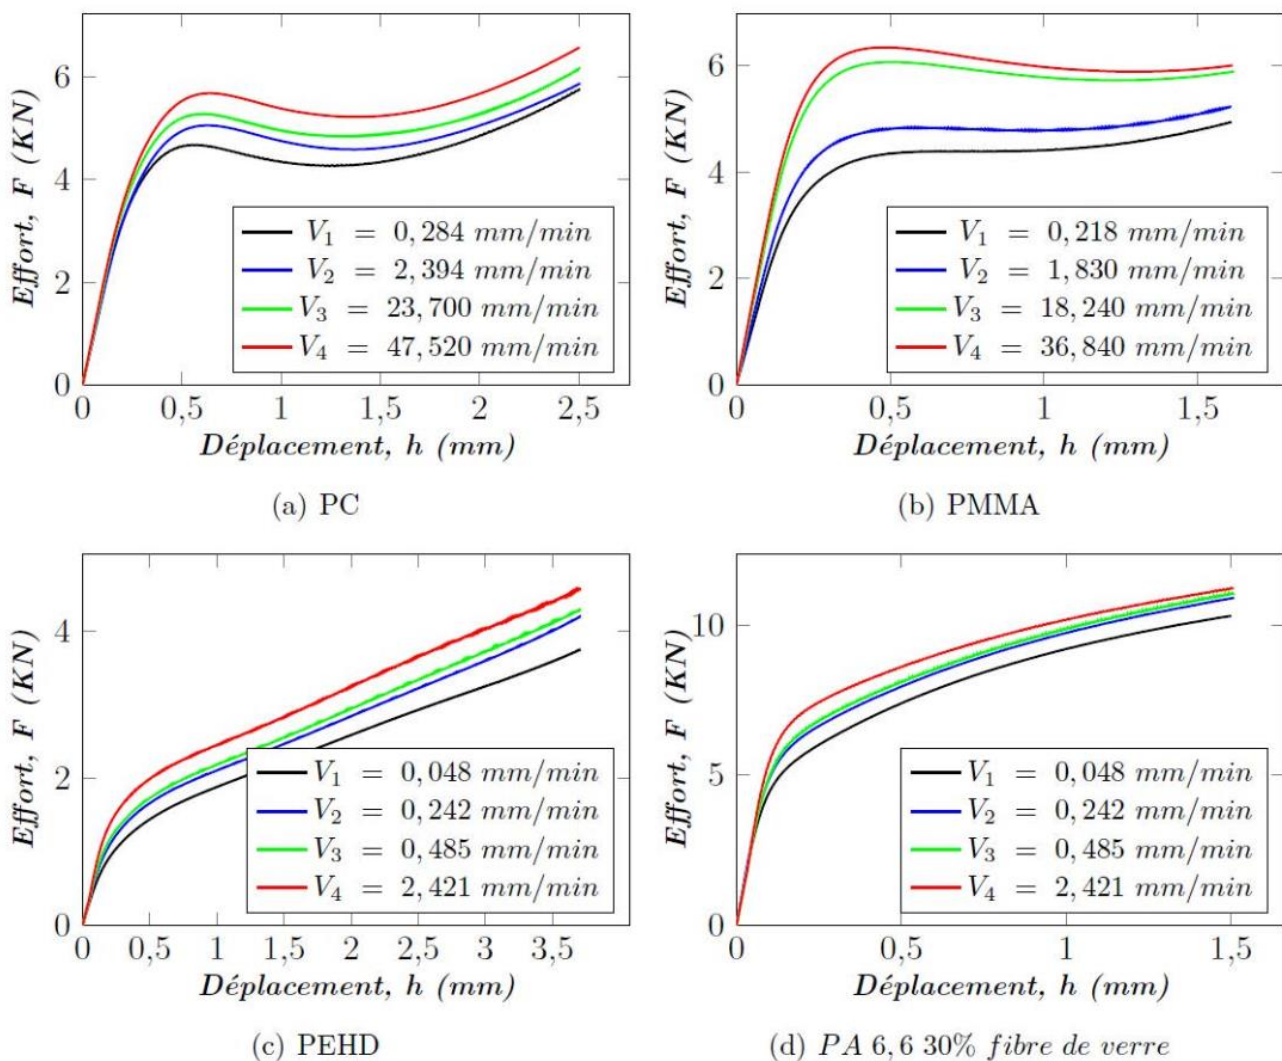 6
4
2
0
Effort, F (KN)
V1 = 0,284 mm/min
V2 = 2,394 mm/min
V3 = 23,700 mm/min
V4 = 47,520 mm/min
0 0,5 1 1,5 2 2,5
Déplacement, h (mm)
(a) PC
6
4
2
0
Effort, F (KN)
V1 = 0,218 mm/min
V2 = 1,830 mm/min
V3 = 18,240 mm/min
V4 = 36,840 mm/min
0 0,5 1 1,5
Déplacement, h (mm)
(b) PMMA
4
2
0
Effort, F (KN)
V1 = 0,048 mm/min
V2 = 0,242 mm/min
V3 = 0,485 mm/min
V4 = 2,421 mm/min
0 0,5 1 1,5 2 2,5 3 3,5
Déplacement, h (mm)
(c) PEHD
10
5
0
Effort, F (KN)
V1 = 0,048 mm/min
V2 = 0,242 mm/min
V3 = 0,485 mm/min
V4 = 2,421 mm/min
0 0,5 1 1,5
Déplacement, h (mm)
(d) PA 6,6 30% fibre de verre